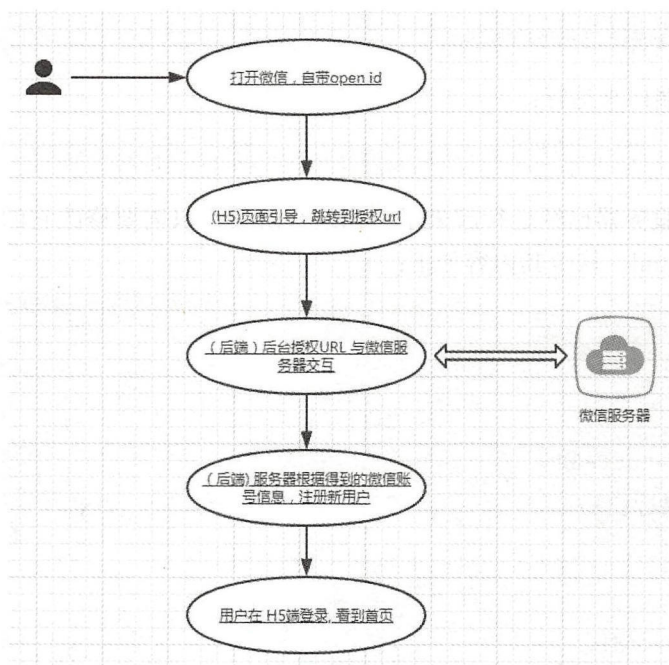 打开微信，自带open id
(H5)页面引导，跳转到授权url
（后端）后台授权URL 与微信服
务器交互
微信服务器
（后端) 服务器根据得到的微信账
号信息，注册新用户
用户在 H5端登录, 看到首页